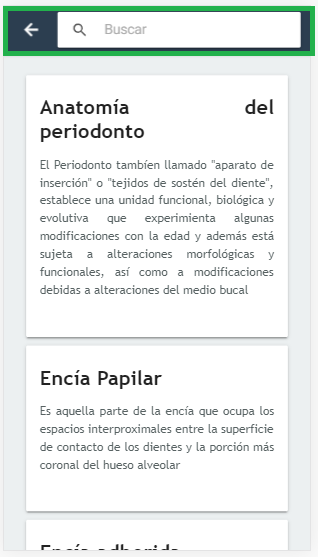 Buscar
Anatomía del
periodonto
El Periodonto tambíen llamado "aparato de
inserción" o "tejidos de sostén del diente",
establece una unidad funcional, biológica y
evolutiva que experimenta algunas
modificaciones con la edad y además está
sujeta a alteraciones morfológicas y
funcionales, así como a modificaciones
debidas a alteraciones del medio bucal
Encía Papilar
Es aquella parte de la encía que ocupa los
espacios interproximales entre la superficie
de contacto de los dientes y la porción más
coronal del hueso alveolar
Encía adherida